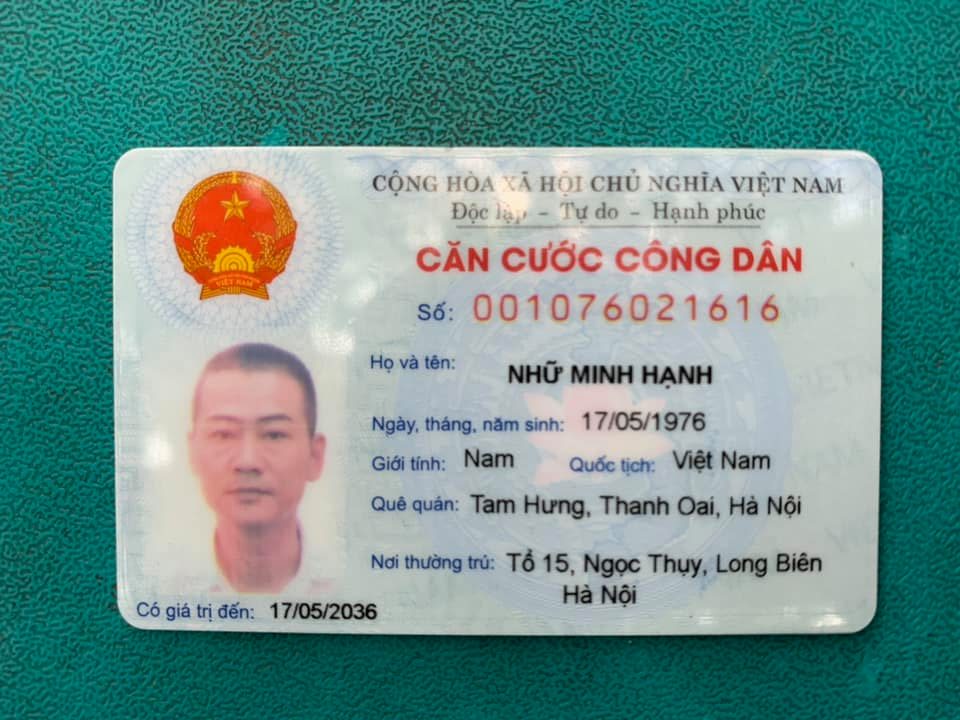 CỘNG HÒA XÃ HỘI CHỦ NGHĨA VIỆT NAM
Độc lập - Tự do - Hạnh phúc
CĂN CƯỚC CÔNG DÂN
Số: 001076021616
Họ và tên: NHỮ MINH HẠNH
Ngày, tháng, năm sinh: 17/05/1976
Giới tính: Nam Quốc tịch: Việt Nam
Quê quán: Tam Hưng, Thanh Oai, Hà Nội
Nơi thường trú: Tổ 15, Ngọc Thụy, Long Biên
Hà Nội
Có giá trị đến: 17/05/2036
VIỆT NAM